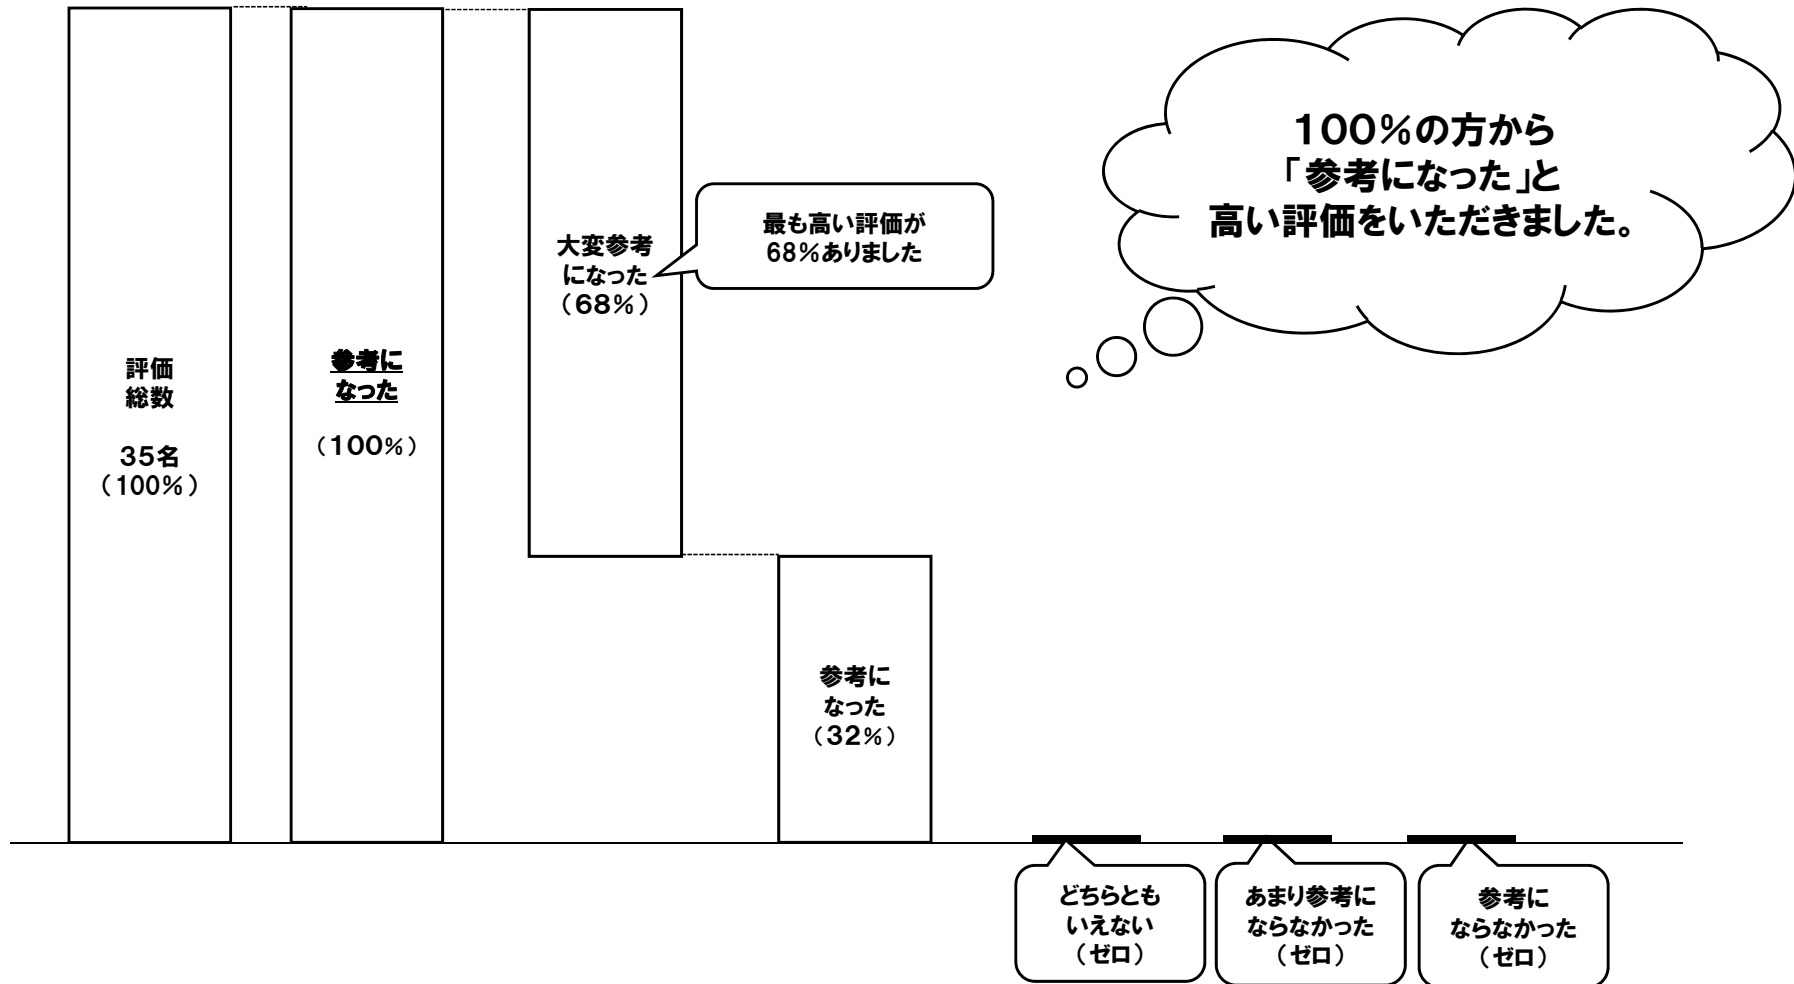 評価
総数
35名
（100％）
参考に
なった
（100％）
大変参考
になった
（68％）
最も高い評価が
68％ありました
参考に
なった
（32％）
どちらとも
いえない
（ゼロ）
あまり参考に
ならなかった
（ゼロ）
参考に
ならなかった
（ゼロ）
100％の方から
「参考になった」と
高い評価をいただきました。